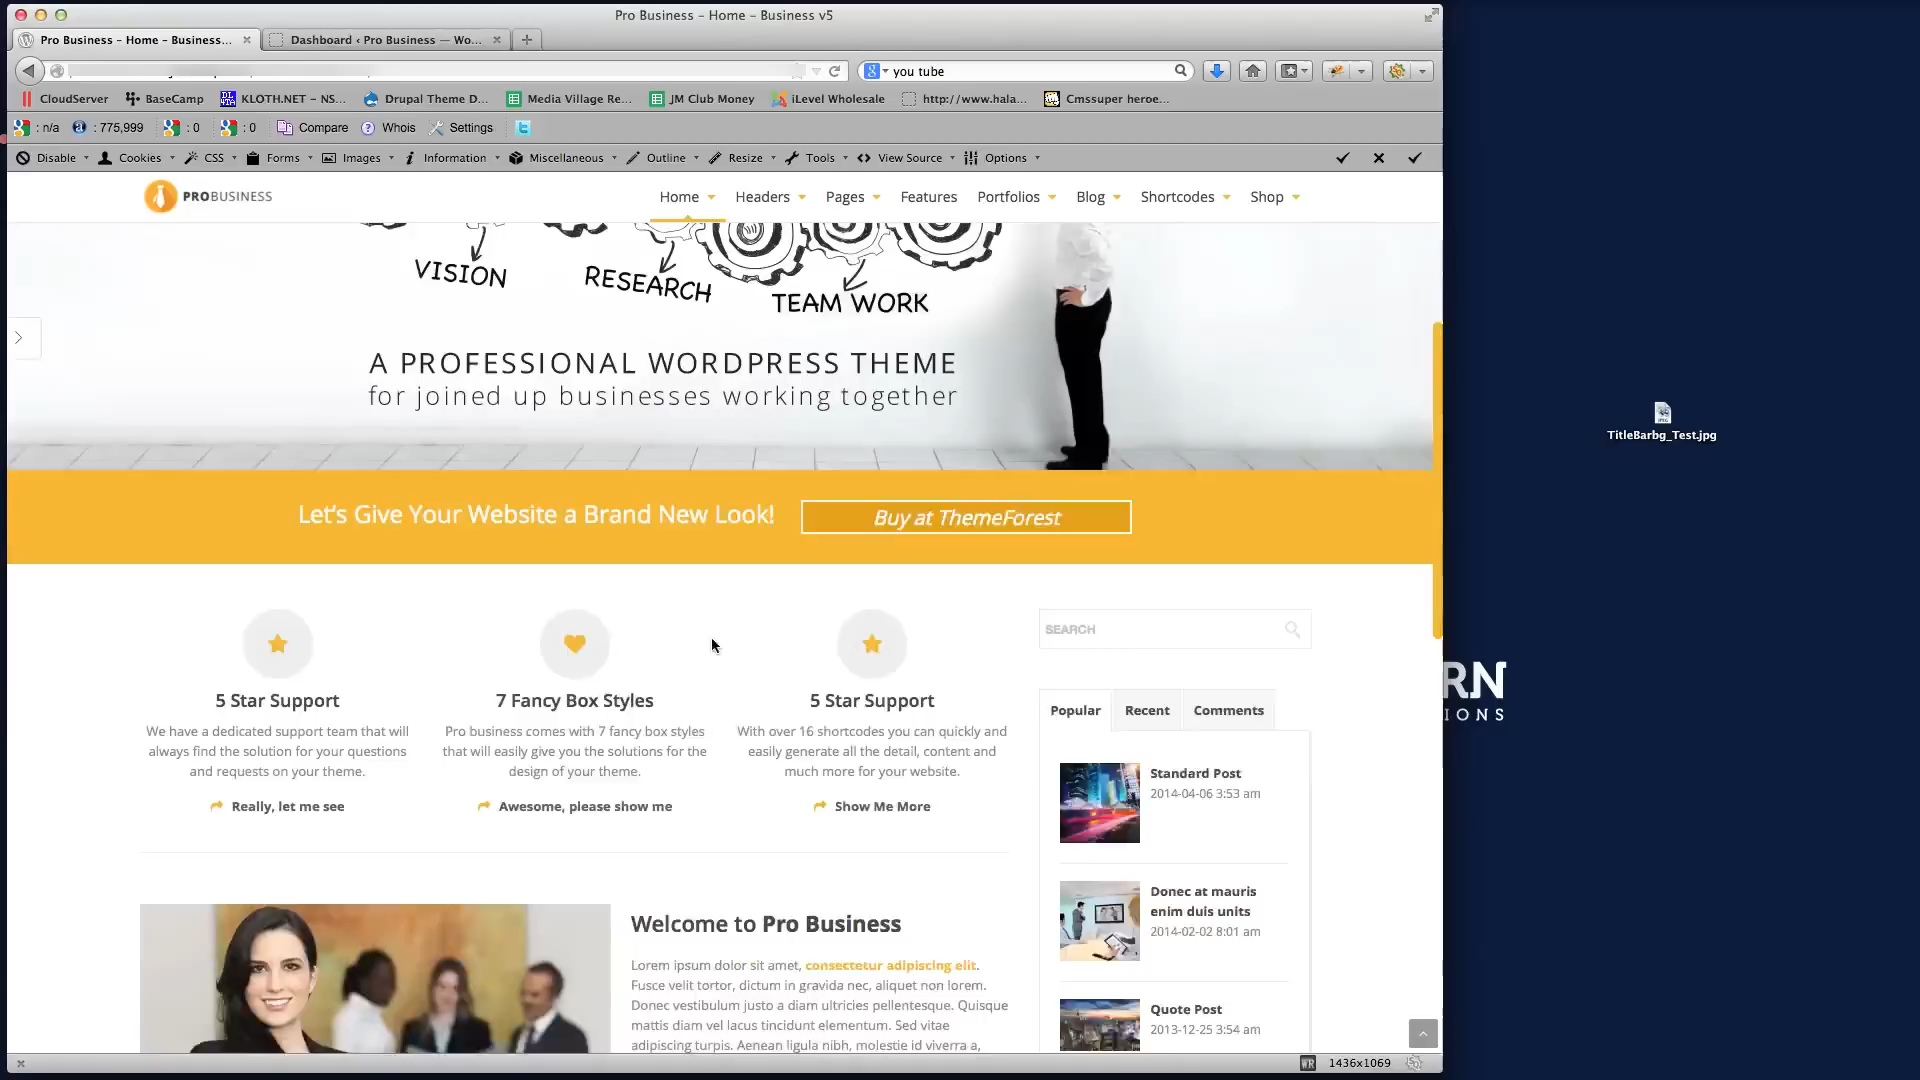 Pro Business – Home – Business v5
Pro Business – Home – Business...
Dashboard ‹ Pro Business — Wo...
you tube
CloudServer
BaseCamp
KLOTH.NET – NS...
Drupal Theme D...
Media Village Re...
JM Club Money
iLevel Wholesale
http://www.hala...
Cmssuper heroe...
: n/a
: 775,999
: 0
: 0
Compare
Whois
Settings
Disable
Cookies
CSS
Forms
Images
Information
Miscellaneous
Outline
Resize
Tools
View Source
Options
PROBUSINESS
Home
Headers
Pages
Features
Portfolios
Blog
Shortcodes
Shop
VISION
RESEARCH
TEAM WORK
A PROFESSIONAL WORDPRESS THEME
for joined up businesses working together
TitleBarbg_Test.jpg
Let's Give Your Website a Brand New Look!
Buy at ThemeForest
5 Star Support
We have a dedicated support team that will
always find the solution for your questions
and requests on your theme.
Really, let me see
7 Fancy Box Styles
Pro business comes with 7 fancy box styles
that will easily give you the solutions for the
design of your theme.
Awesome, please show me
5 Star Support
With over 16 shortcodes you can quickly and
easily generate all the detail, content and
much more for your website.
Show Me More
SEARCH
RN
IONS
Popular
Recent
Comments
Standard Post
2014-04-06 3:53 am
Donec at mauris
enim duis units
2014-02-02 8:01 am
Quote Post
2013-12-25 3:54 am
Welcome to Pro Business
Lorem ipsum dolor sit amet, consectetur adipiscing elit.
Fusce velit tortor, dictum in gravida nec, aliquet non lorem.
Donec vestibulum justo a diam ultricies pellentesque. Quisque
mattis diam vel lacus tincidunt elementum. Sed vitae
adipiscing turpis. Aenean ligula nibh, molestie id viverra a,
1436x1069